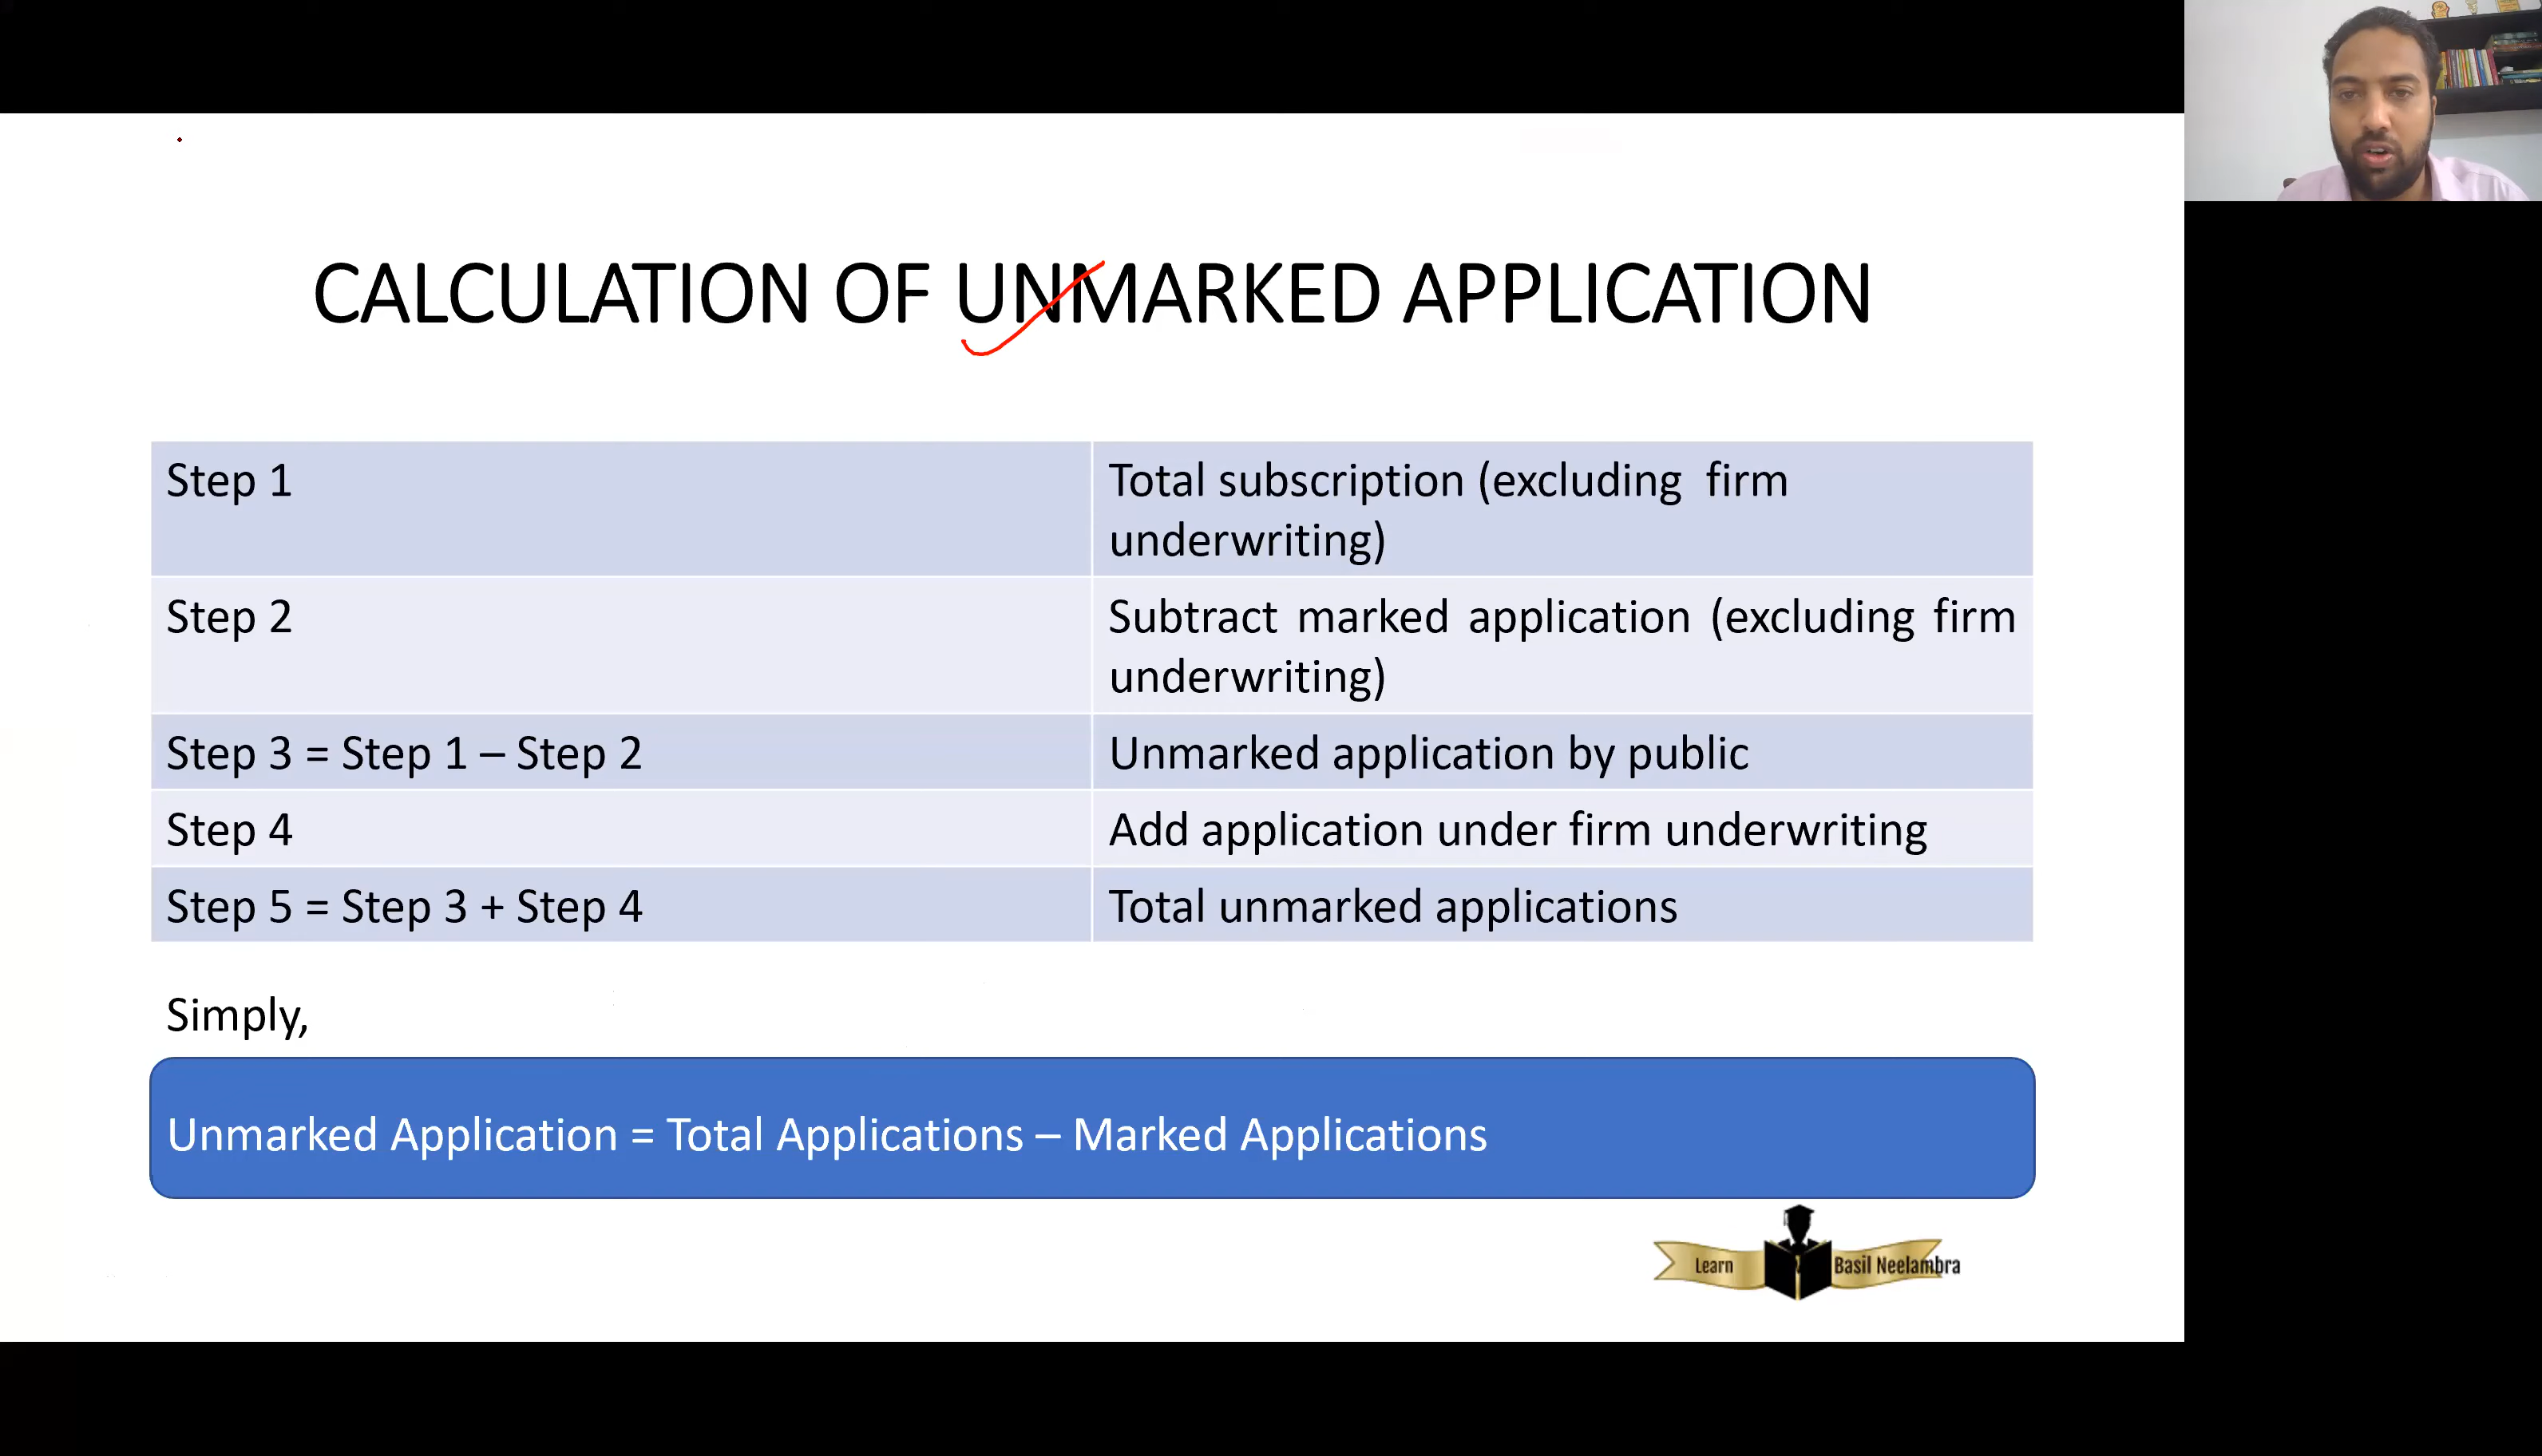 CALCULATION OF UNMARKED APPLICATION
Step 1
Total subscription (excluding firm
underwriting)
Step 2
Subtract marked application (excluding firm
underwriting)
Step 3 = Step 1 – Step 2
Unmarked application by public
Step 4
Add application under firm underwriting
Step 5 = Step 3 + Step 4
Total unmarked applications
Simply,
Unmarked Application = Total Applications – Marked Applications
Learn Basil Neelambra